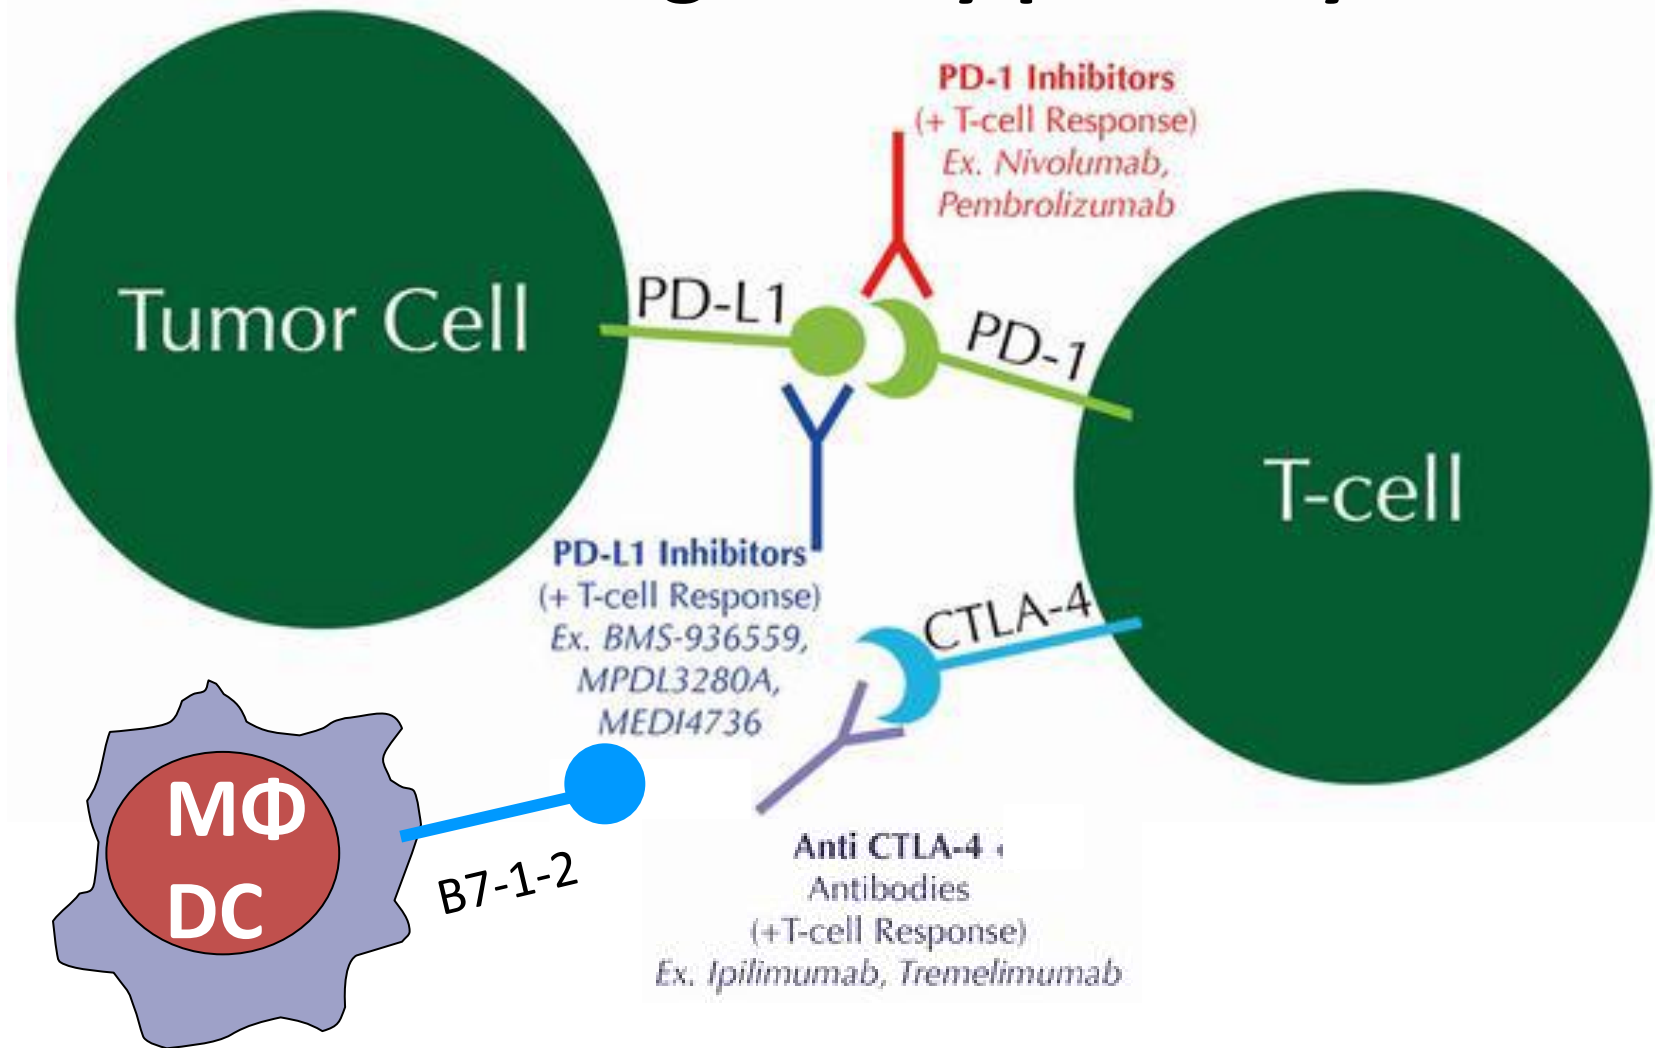 PD-1 Inhibitors
(+ T-cell Response)
Ex. Nivolumab,
Pembrolizumab
Tumor Cell
PD-L1
PD-1
T-cell
PD-L1 Inhibitors
(+ T-cell Response)
Ex. BMS-936559,
MPDL3280A,
MEDI4736
CTLA-4
MΦ
DC
B7-1-2
Anti CTLA-4
Antibodies
(+T-cell Response)
Ex. Ipilimumab, Tremelimumab